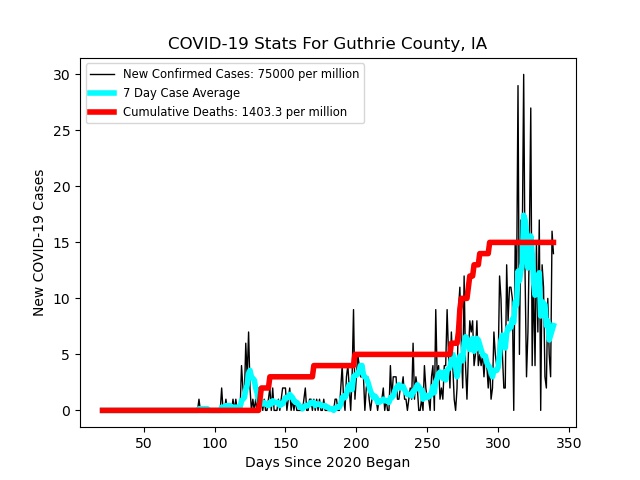 COVID-19 Stats For Guthrie County, IA
New Confirmed Cases: 75000 per million
7 Day Case Average
Cumulative Deaths: 1403.3 per million
New COVID-19 Cases
30
25
20
15
10
5
0
50 100 150 200 250 300 350
Days Since 2020 Began